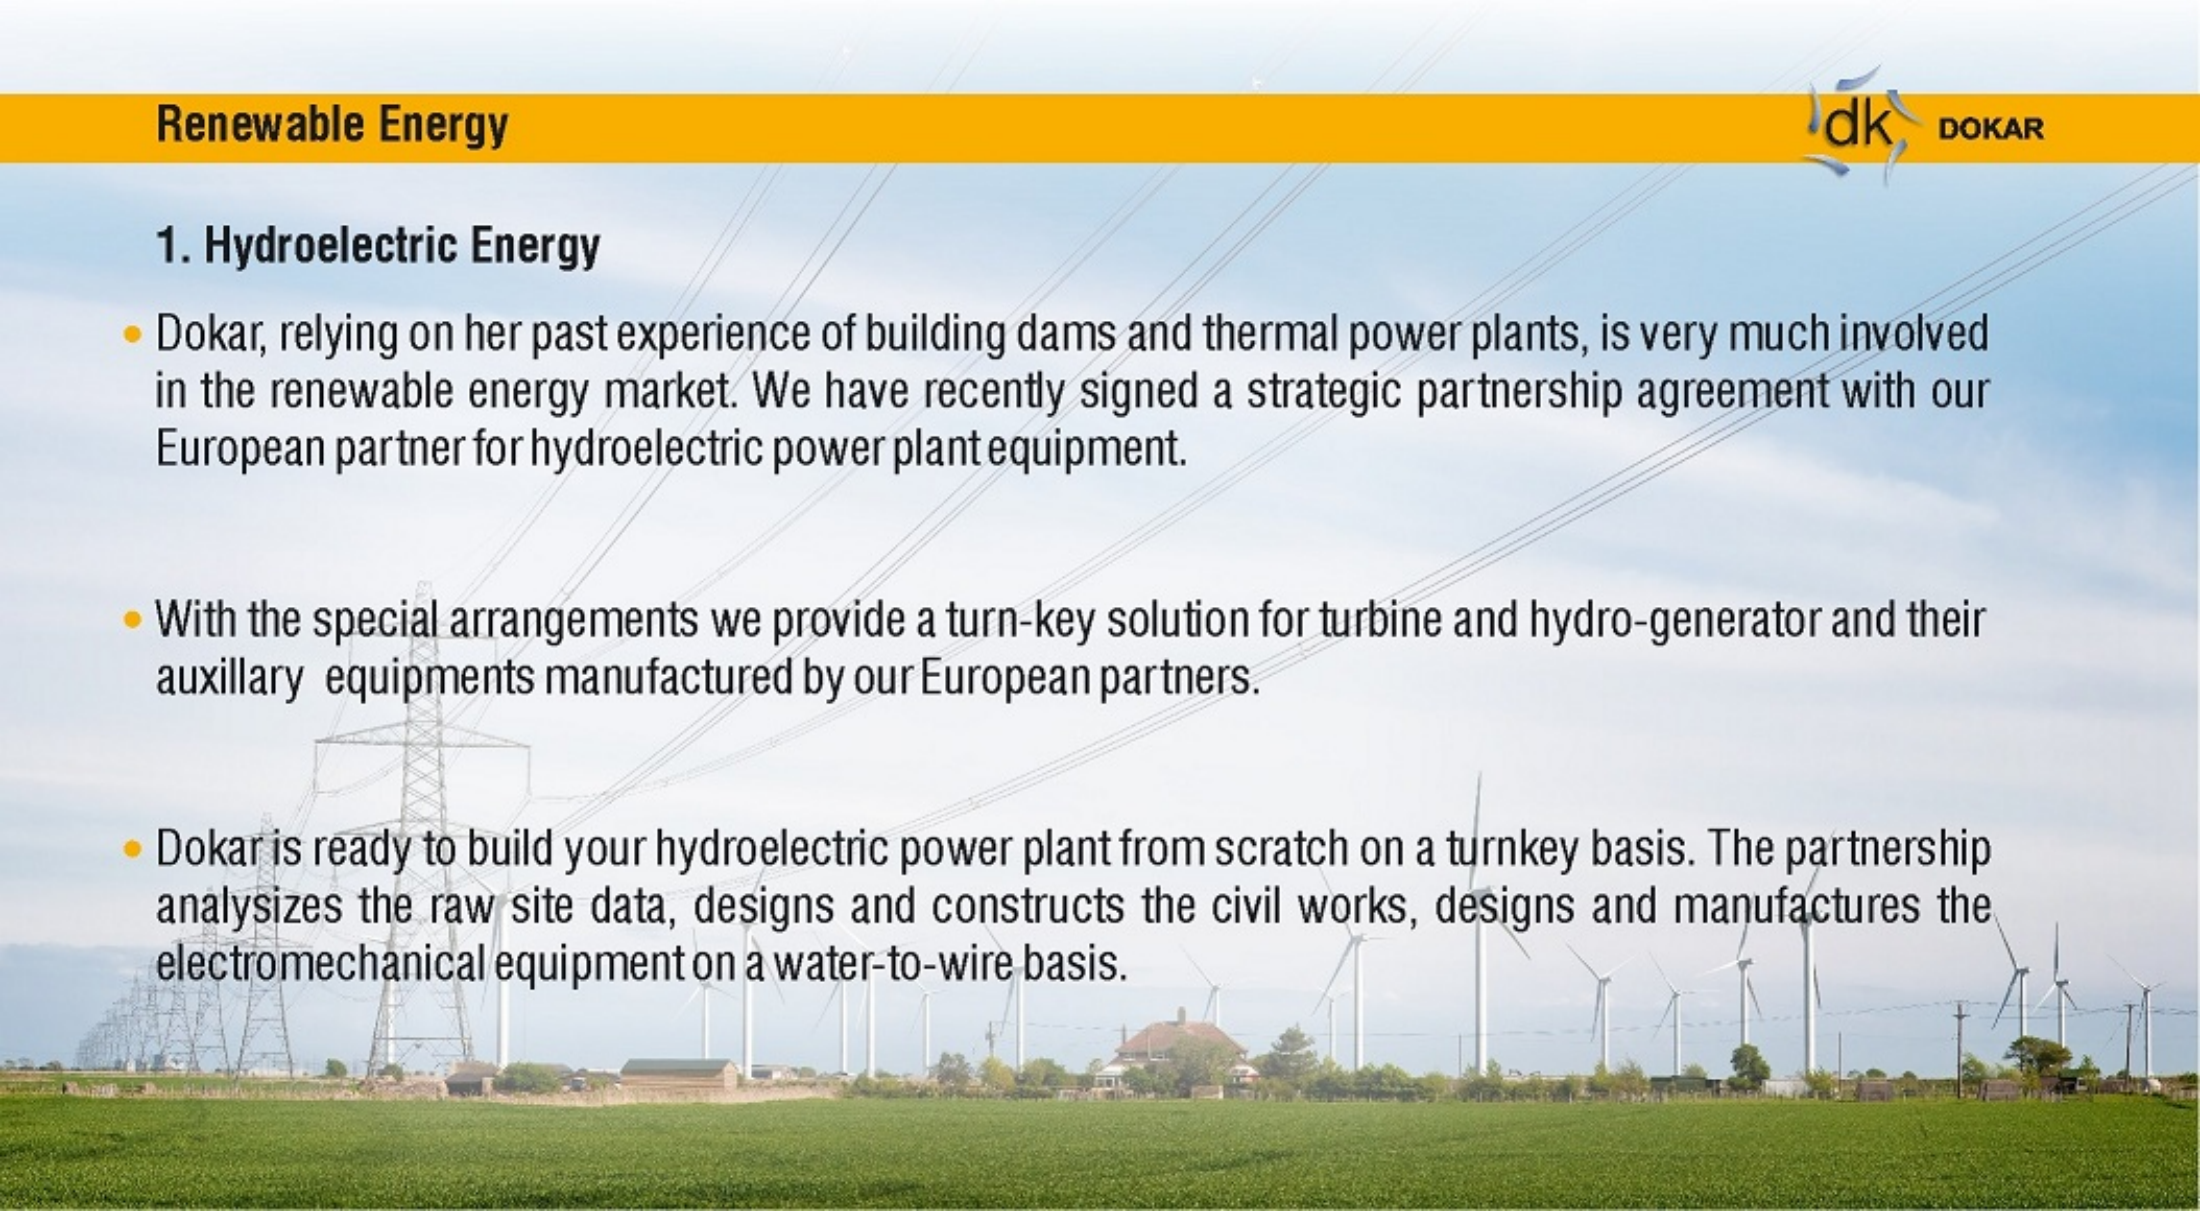 Renewable Energy
dk DOKAR
1. Hydroelectric Energy
• Dokar, relying on her past experience of building dams and thermal power plants, is very much involved
in the renewable energy market. We have recently signed a strategic partnership agreement with our
European partner for hydroelectric power plant equipment.
• With the special arrangements we provide a turn-key solution for turbine and hydro-generator and their
auxillary equipments manufactured by our European partners.
• Dokar is ready to build your hydroelectric power plant from scratch on a turnkey basis. The partnership
analysizes the raw site data, designs and constructs the civil works, designs and manufactures the
electromechanical equipment on a water-to-wire basis.